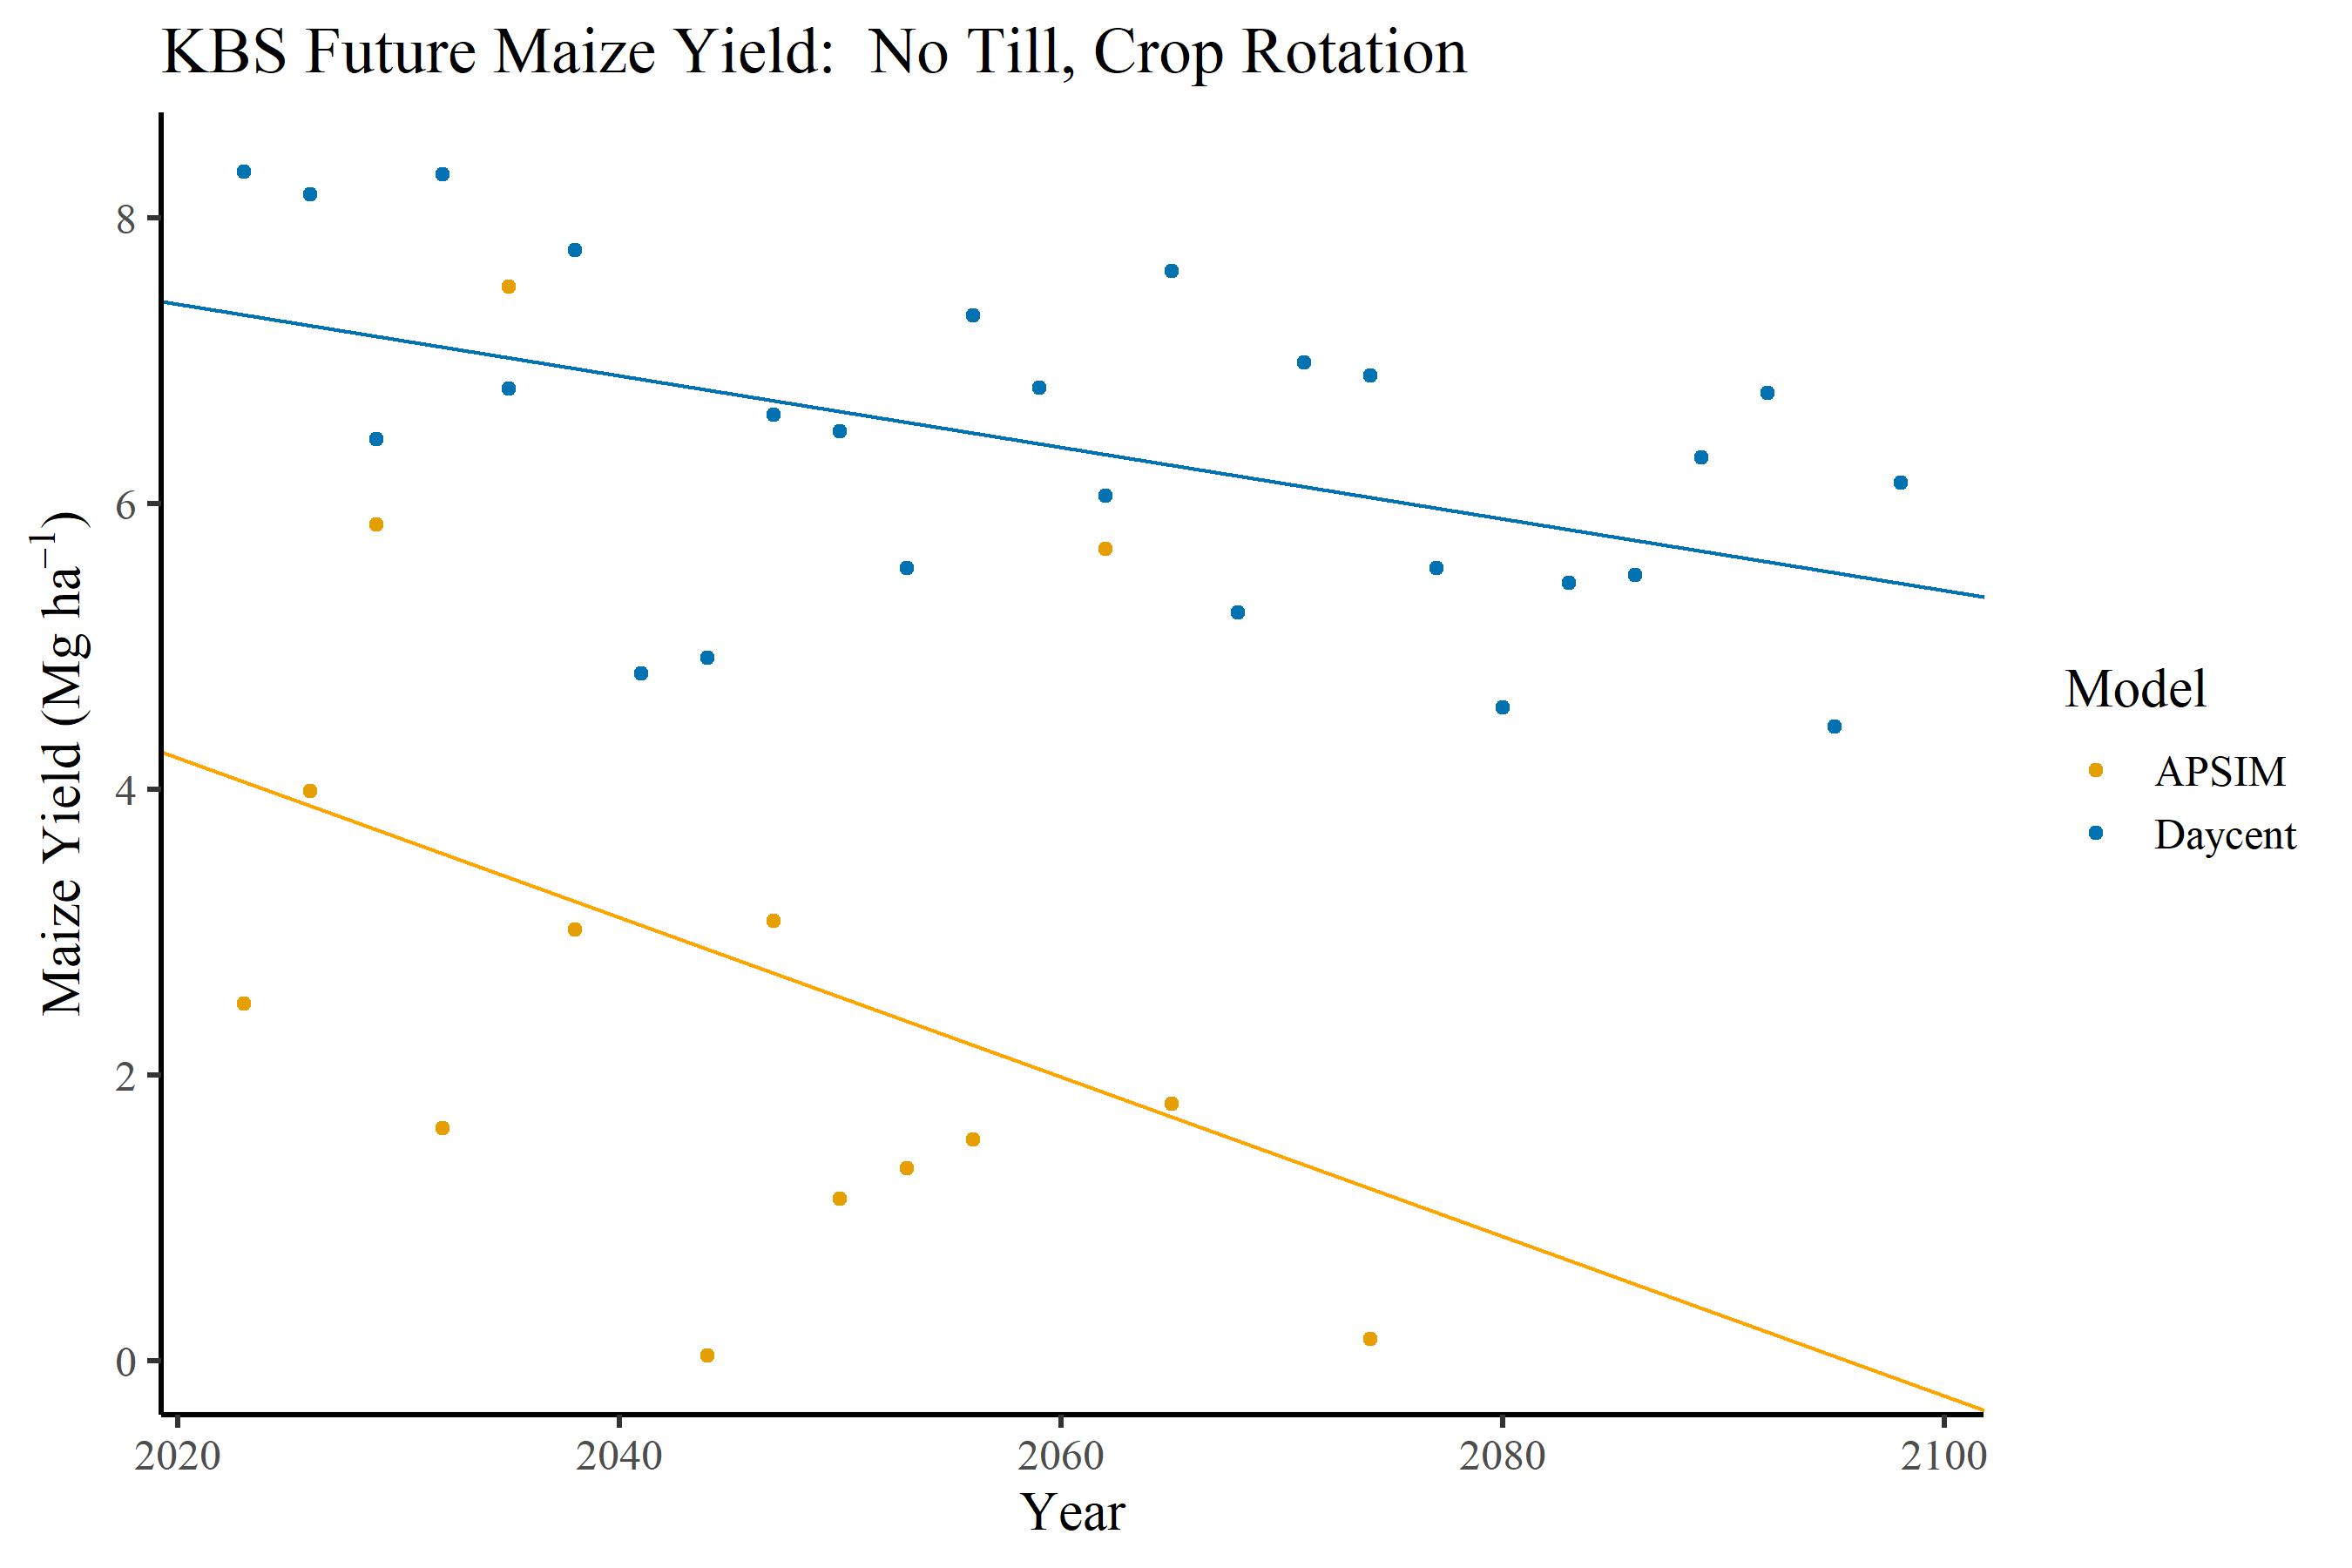 KBS Future Maize Yield:  No Till, Crop Rotation
Maize Yield (Mg ha⁻¹)
8
6
4
2
0
2020 2040 2060 2080 2100
Year
Model
APSIM
Daycent